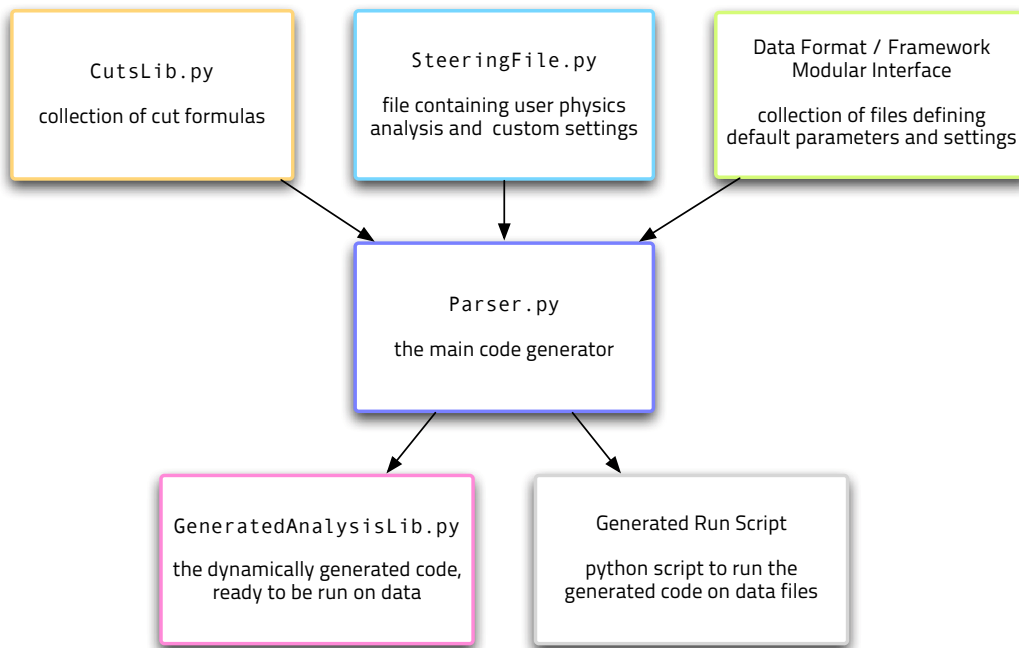 CutsLib.py
collection of cut formulas
SteeringFile.py
file containing user physics
analysis and custom settings
Data Format / Framework
Modular Interface
collection of files defining
default parameters and settings
Parser.py
the main code generator
GeneratedAnalysisLib.py
the dynamically generated code,
ready to be run on data
Generated Run Script
python script to run the
generated code on data files